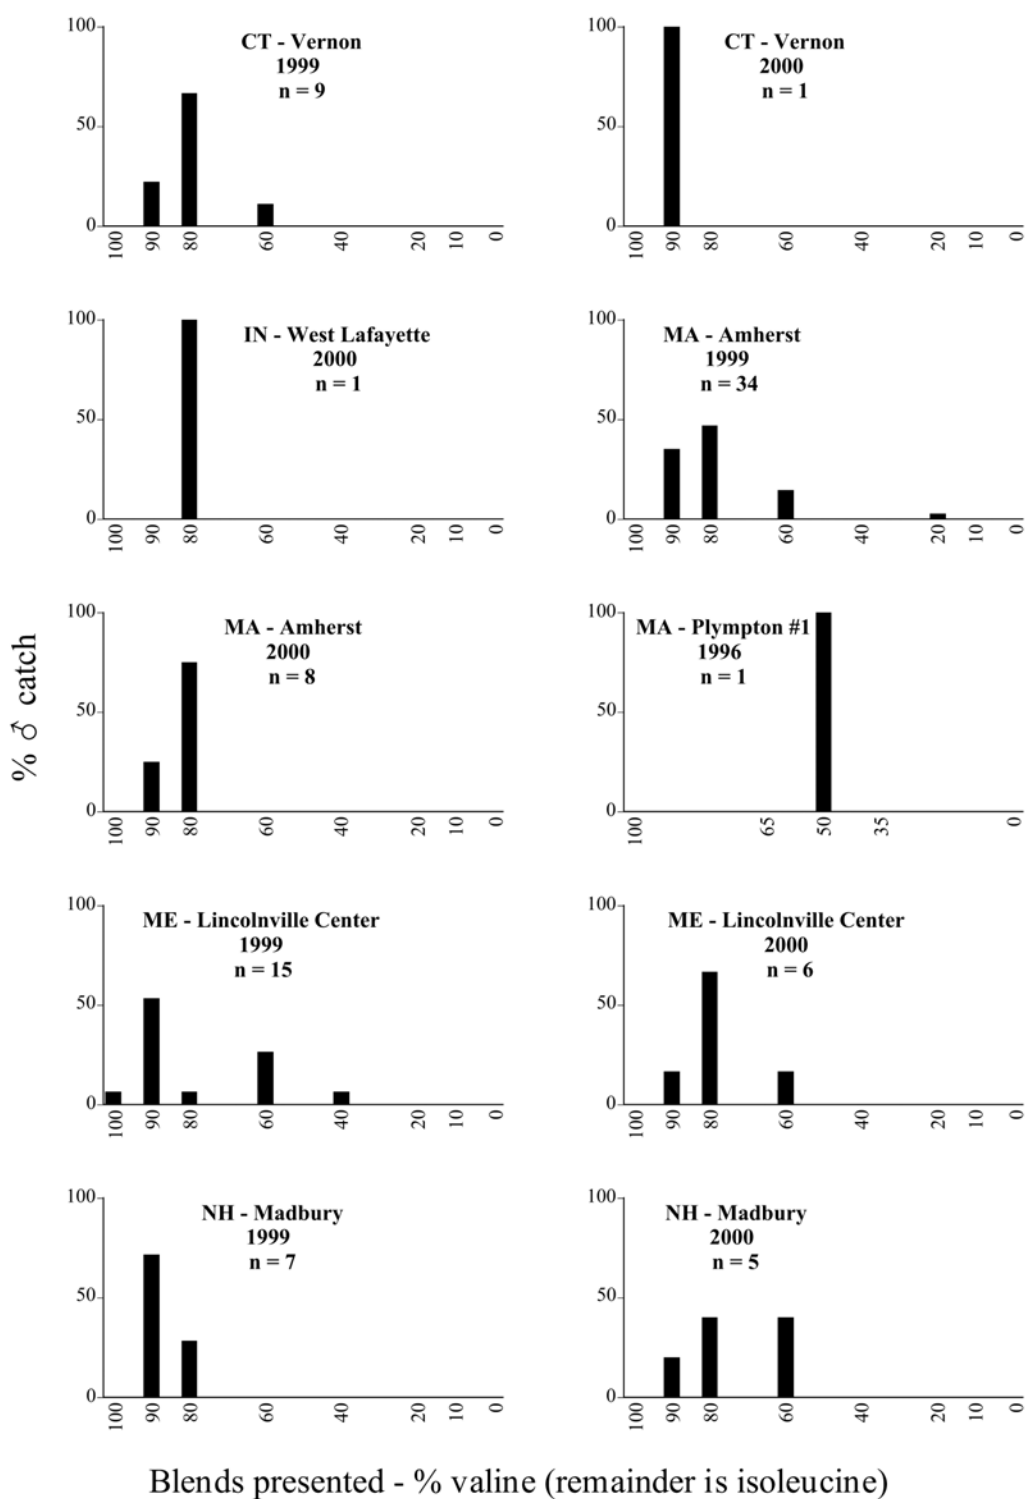 100
50
0
CT - Vernon
1999
n = 9
100 90 80 60 40 20 10 0
100
50
0
CT - Vernon
2000
n = 1
100 90 80 60 40 20 10 0
100
50
0
IN - West Lafayette
2000
n = 1
100 90 80 60 40 20 10 0
100
50
0
MA - Amherst
1999
n = 34
100 90 80 60 40 20 10 0
100
50
0
MA - Amherst
2000
n = 8
100 90 80 60 40 20 10 0
100
50
0
MA - Plympton #1
1996
n = 1
100 65 50 35 0
100
50
0
ME - Lincolnville Center
1999
n = 15
100 90 80 60 40 20 10 0
100
50
0
ME - Lincolnville Center
2000
n = 6
100 90 80 60 40 20 10 0
100
50
0
NH - Madbury
1999
n = 7
100 90 80 60 40 20 10 0
100
50
0
NH - Madbury
2000
n = 5
100 90 80 60 40 20 10 0
% ♂ catch
Blends presented - % valine (remainder is isoleucine)